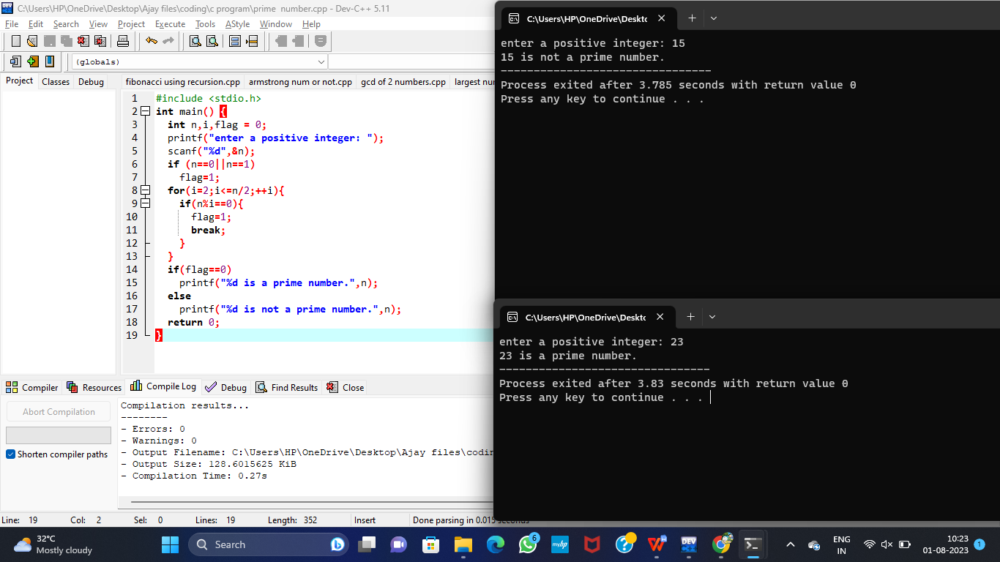 C:\Users\HP\OneDrive\Desktop\Ajay files\coding\c program\prime  number.cpp - Dev-C++ 5.11
File Edit Search View Project Execute Tools AStyle Window Help
(globals)
Project Classes Debug
fibonacci using recursion.cpp armstrong num or not.cpp gcd of 2 numbers.cpp largest nu
1 #include <stdio.h>
2 int main() {
3   int n,i,flag = 0;
4   printf("enter a positive integer: ");
5   scanf("%d",&n);
6   if (n==0||n==1)
7     flag=1;
8   for(i=2;i<=n/2;++i){
9     if(n%i==0){
10       flag=1;
11       break;
12     }
13   }
14   if(flag==0)
15     printf("%d is a prime number.",n);
16   else
17     printf("%d is not a prime number.",n);
18   return 0;
19 }
Compiler Resources Compile Log Debug Find Results Close
Abort Compilation
Shorten compiler paths
Compilation results...
--------
- Errors: 0
- Warnings: 0
- Output Filename: C:\Users\HP\OneDrive\Desktop\Ajay files\codin
- Output Size: 128.6015625 KiB
- Compilation Time: 0.27s
Line: 19 Col: 2 Sel: 0 Lines: 19 Length: 352 Insert Done parsing in 0.015 seconds
C:\Users\HP\OneDrive\Deskto
enter a positive integer: 15
15 is not a prime number.
--------------------------------
Process exited after 3.785 seconds with return value 0
Press any key to continue . . .
C:\Users\HP\OneDrive\Deskto
enter a positive integer: 23
23 is a prime number.
--------------------------------
Process exited after 3.83 seconds with return value 0
Press any key to continue . . .
32°C
Mostly cloudy
Search
6
myhp
DEV
ENG
IN
10:23
01-08-2023
1